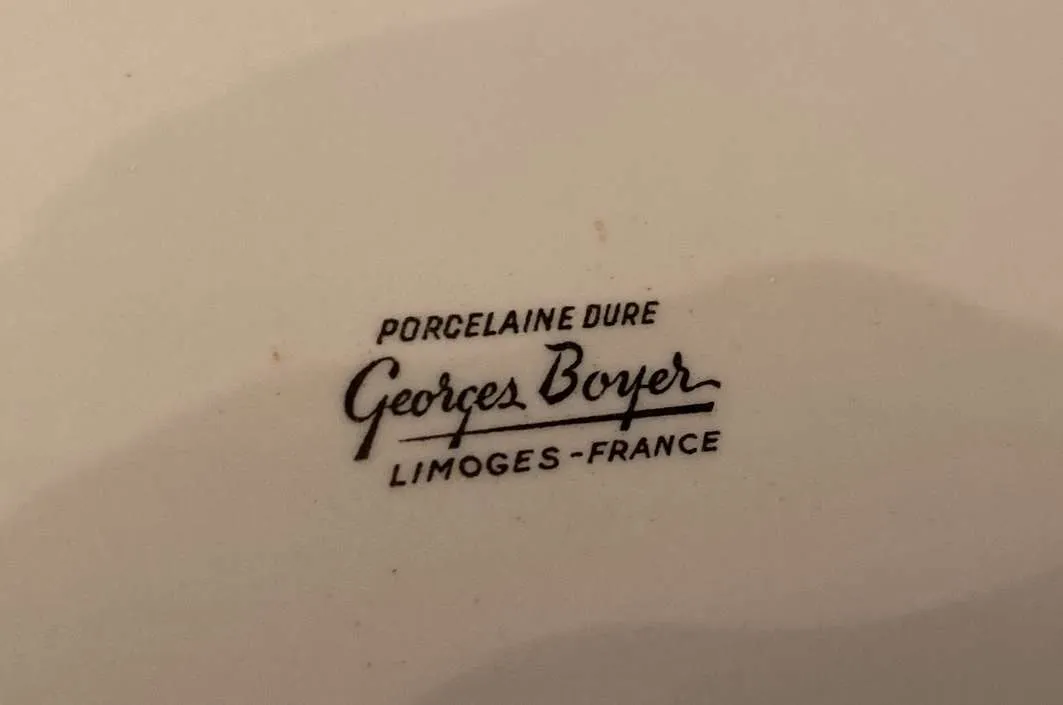 PORCELAINE DURE
Georges Boyer
LIMOGES - FRANCE